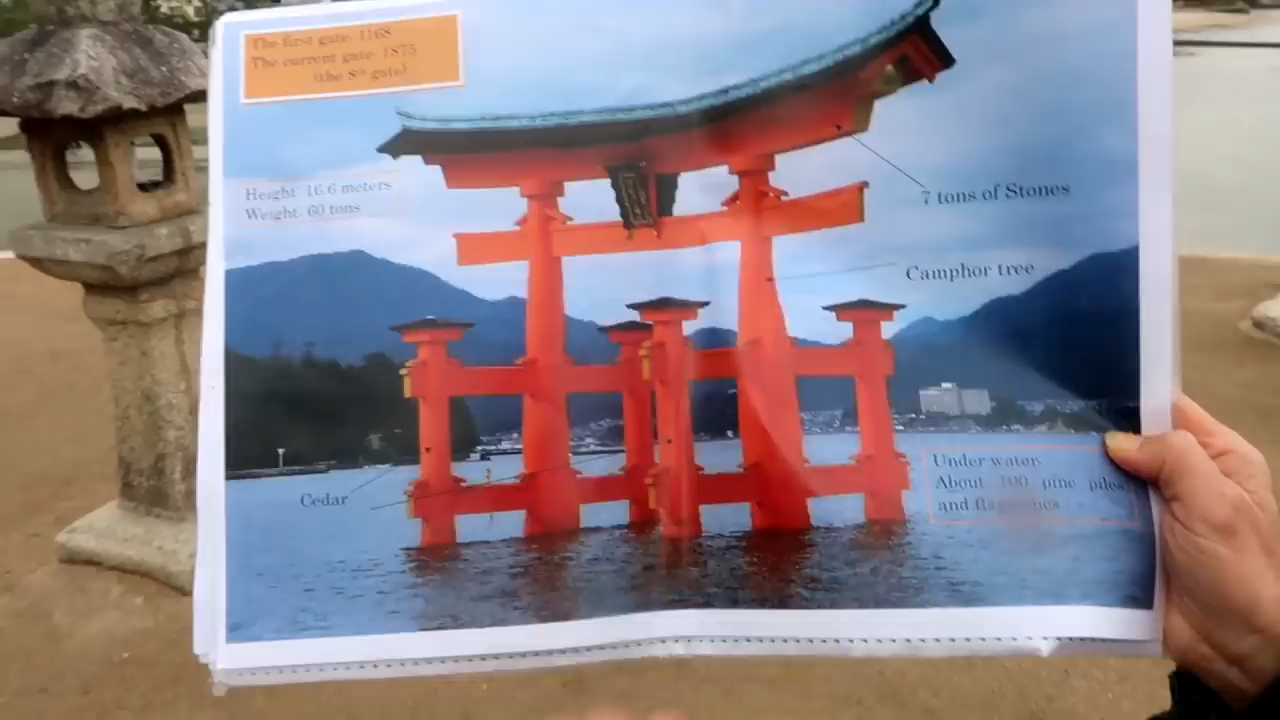 The first gate- 1168
The current gate- 1875
(the 8th gate)
Height- 16.6 meters
Weight- 60 tons
7 tons of Stones
Camphor tree
Cedar
Under water-
About 100 pine piles
and